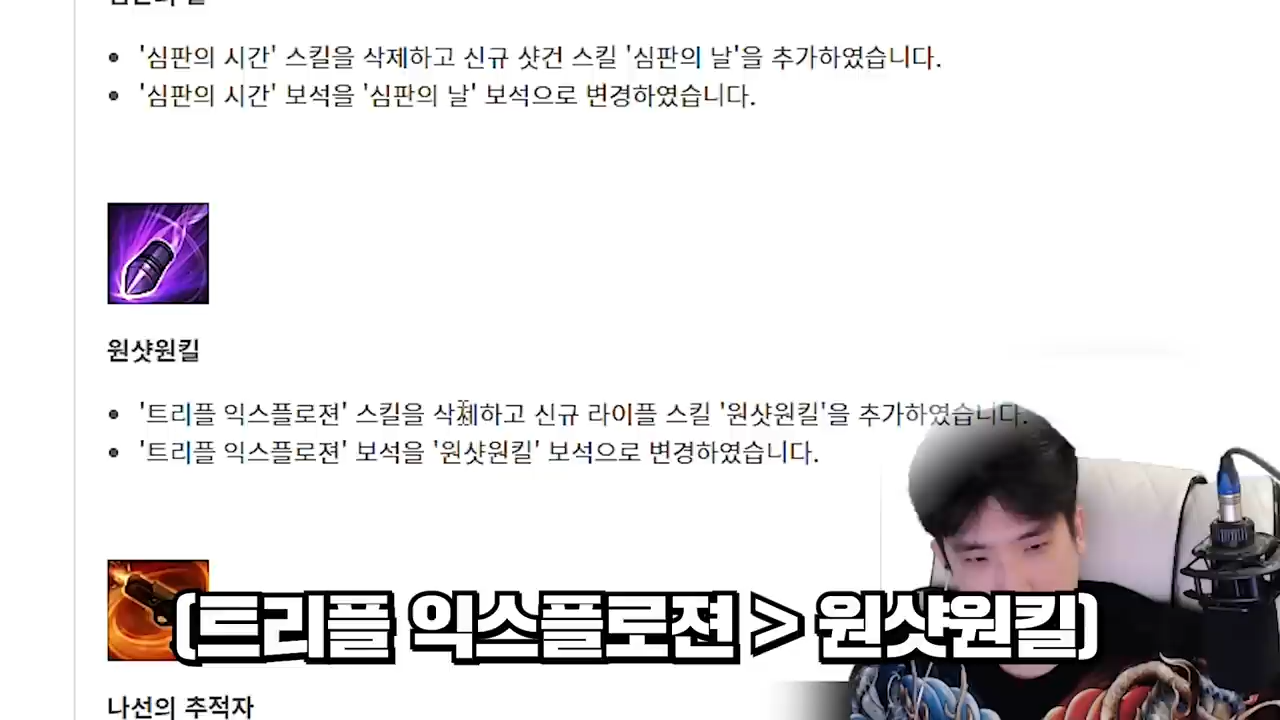 '심판의 시간' 스킬을 삭제하고 신규 샷건 스킬 '심판의 날'을 추가하였습니다.
'심판의 시간' 보석을 '심판의 날' 보석으로 변경하였습니다.
원샷원킬
'트리플 익스플로젼' 스킬을 삭제하고 신규 라이플 스킬 '원샷원킬'을 추가하였습니다.
'트리플 익스플로젼' 보석을 '원샷원킬' 보석으로 변경하였습니다.
(트리플 익스플로젼 > 원샷원킬)
나선의 추적자